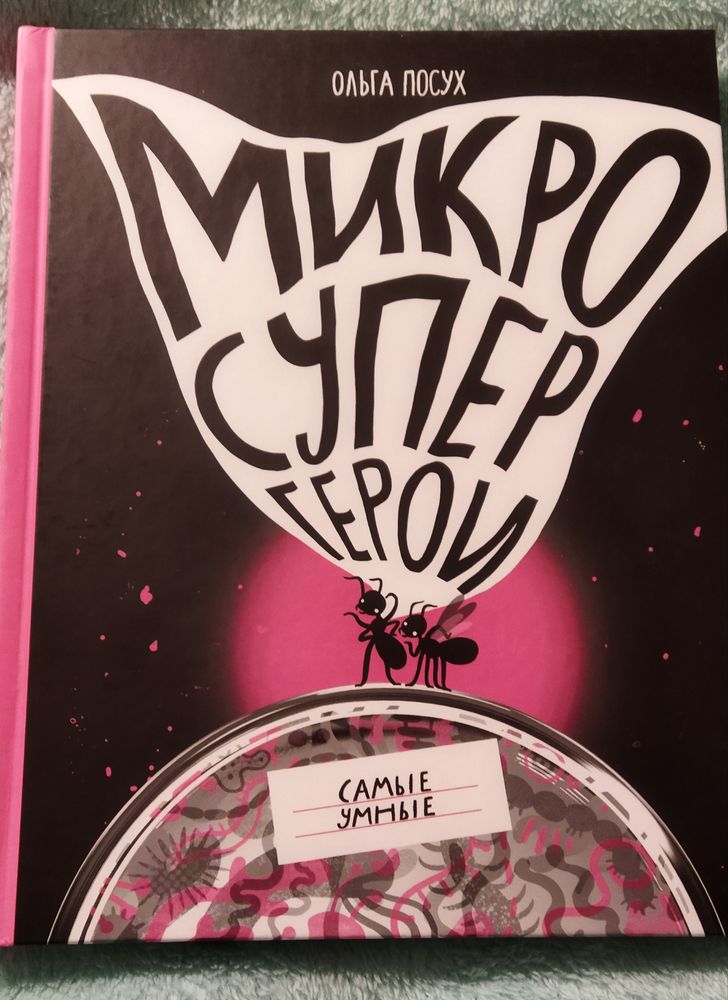 ОЛЬГА ПОСУХ
МИКРО
СУПЕР
ГЕРОИ
САМЫЕ
УМНЫЕ